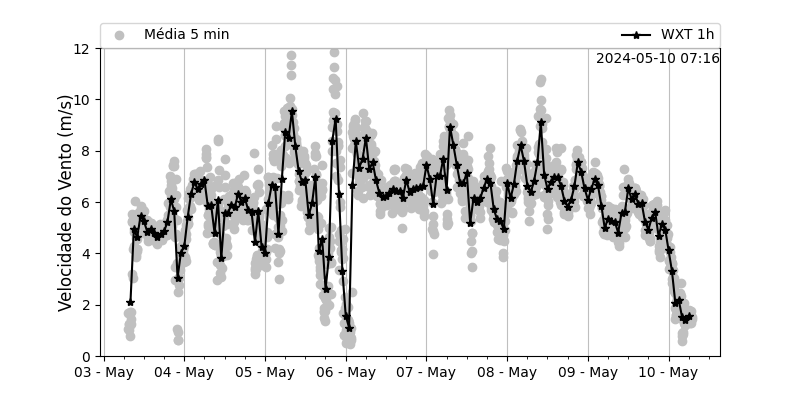 Média 5 min
WXT 1h
2024-05-10 07:16
Velocidade do Vento (m/s)
12
10
8
6
4
2
0
03 - May
04 - May
05 - May
06 - May
07 - May
08 - May
09 - May
10 - May